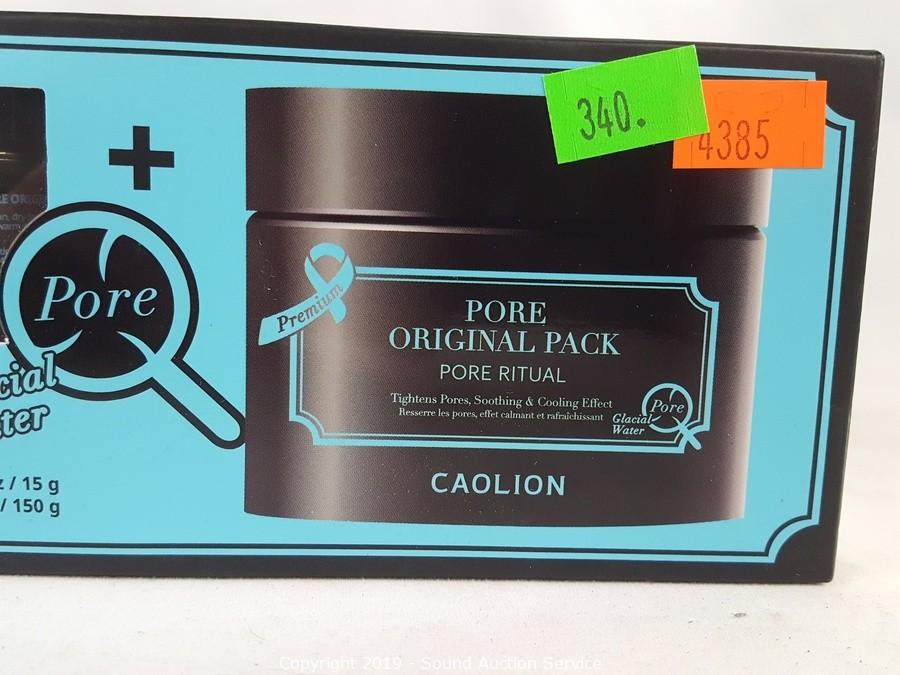 340.
4385
+
Pore
Premium
PORE
ORIGINAL PACK
PORE RITUAL
Tightens Pores, Soothing & Cooling Effect
Resserre les pores, effet calmant et rafraîchissant
Pore
Glacial
Water
CAOLION
/ 15 g
/ 150 g
Copyright 2019 - Sound Auction Service